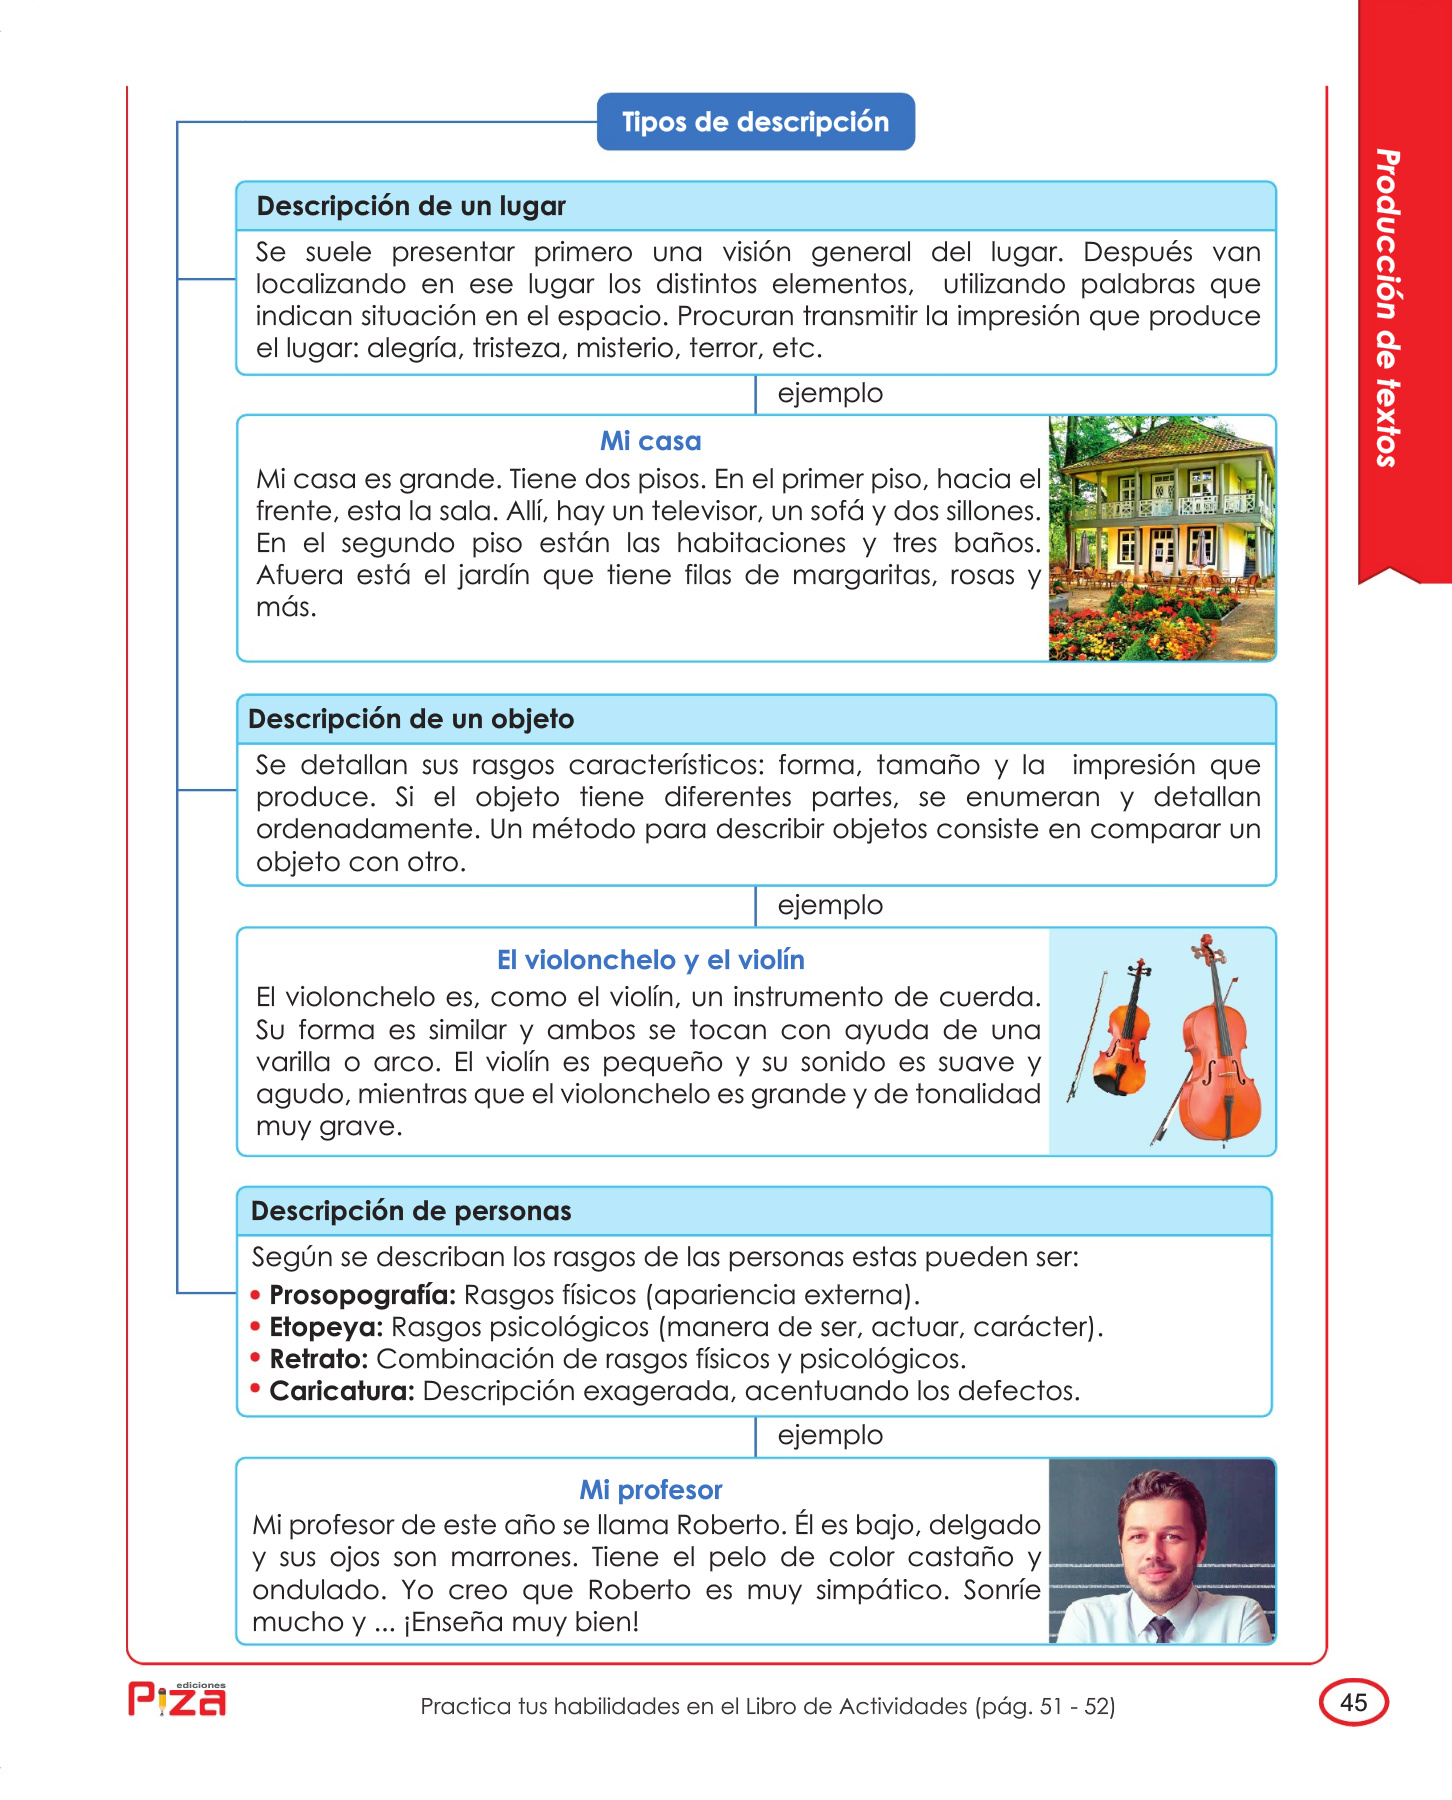 Tipos de descripción
Descripción de un lugar
Se suele presentar primero una visión general del lugar. Después van
localizando en ese lugar los distintos elementos, utilizando palabras que
indican situación en el espacio. Procuran transmitir la impresión que produce
el lugar: alegría, tristeza, misterio, terror, etc.
ejemplo
Mi casa
Mi casa es grande. Tiene dos pisos. En el primer piso, hacia el
frente, esta la sala. Allí, hay un televisor, un sofá y dos sillones.
En el segundo piso están las habitaciones y tres baños.
Afuera está el jardín que tiene filas de margaritas, rosas y
más.
Descripción de un objeto
Se detallan sus rasgos característicos: forma, tamaño y la impresión que
produce. Si el objeto tiene diferentes partes, se enumeran y detallan
ordenadamente. Un método para describir objetos consiste en comparar un
objeto con otro.
ejemplo
El violonchelo y el violín
El violonchelo es, como el violín, un instrumento de cuerda.
Su forma es similar y ambos se tocan con ayuda de una
varilla o arco. El violín es pequeño y su sonido es suave y
agudo, mientras que el violonchelo es grande y de tonalidad
muy grave.
Descripción de personas
Según se describan los rasgos de las personas estas pueden ser:
• Prosopografía: Rasgos físicos (apariencia externa).
• Etopeya: Rasgos psicológicos (manera de ser, actuar, carácter).
• Retrato: Combinación de rasgos físicos y psicológicos.
• Caricatura: Descripción exagerada, acentuando los defectos.
ejemplo
Mi profesor
Mi profesor de este año se llama Roberto. Él es bajo, delgado
y sus ojos son marrones. Tiene el pelo de color castaño y
ondulado. Yo creo que Roberto es muy simpático. Sonríe
mucho y ... ¡Enseña muy bien!
Producción de textos
ediciones
Piza
Practica tus habilidades en el Libro de Actividades (pág. 51 - 52)
45